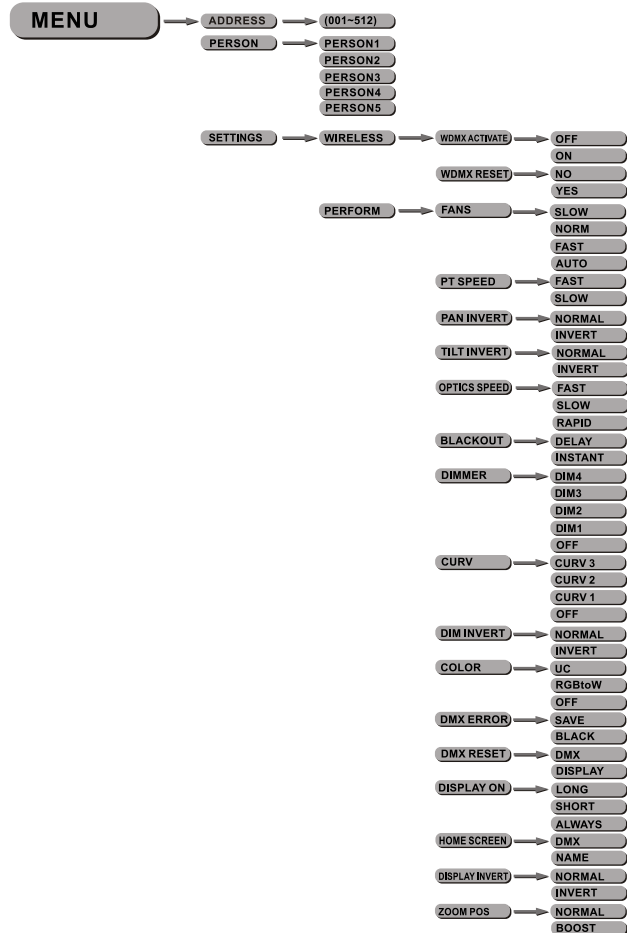 MENU ADDRESS (001~512)
PERSON PERSON1
PERSON2
PERSON3
PERSON4
PERSON5
SETTINGS WIRELESS WDMX ACTIVATE OFF
ON
WDMX RESET NO
YES
PERFORM FANS SLOW
NORM
FAST
AUTO
PT SPEED FAST
SLOW
PAN INVERT NORMAL
INVERT
TILT INVERT NORMAL
INVERT
OPTICS SPEED FAST
SLOW
RAPID
BLACKOUT DELAY
INSTANT
DIMMER DIM4
DIM3
DIM2
DIM1
OFF
CURV CURV 3
CURV 2
CURV 1
OFF
DIM INVERT NORMAL
INVERT
COLOR UC
RGBtoW
OFF
DMX ERROR SAVE
BLACK
DMX RESET DMX
DISPLAY
DISPLAY ON LONG
SHORT
ALWAYS
HOME SCREEN DMX
NAME
DISPLAY INVERT NORMAL
INVERT
ZOOM POS NORMAL
BOOST